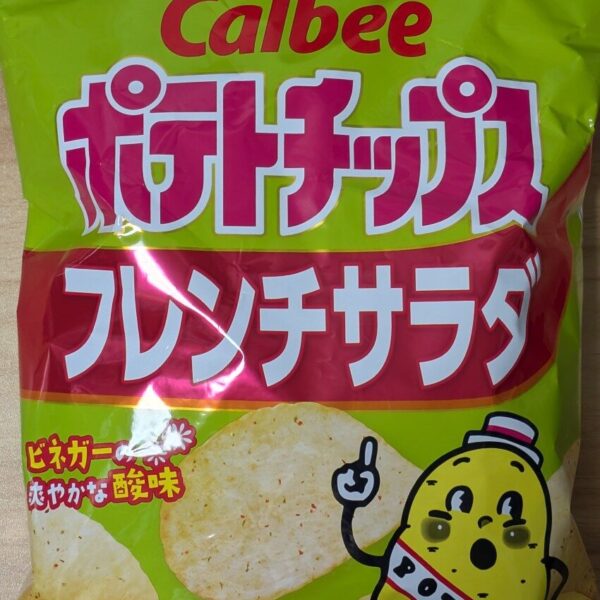 Calbee
ポテトチップス
フレンチサラダ
ビネガーの
爽やかな酸味